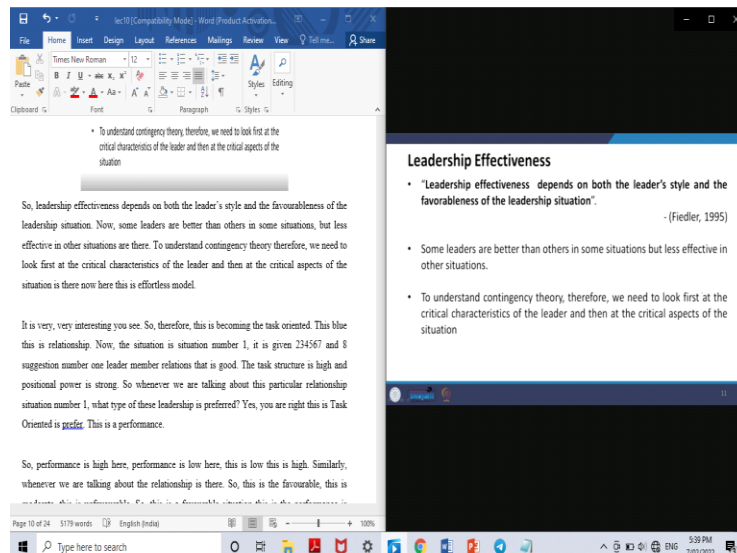 lec10 [Compatibility Mode] - Word (Product Activation...
File Home Insert Design Layout References Mailings Review View Tell me... Share
Times New Roman 12
Paste
Styles Editing
Clipboard Font Paragraph Styles
• To understand contingency theory, therefore, we need to look first at the
critical characteristics of the leader and then at the critical aspects of the
situation
So, leadership effectiveness depends on both the leader's style and the favourableness of the
leadership situation. Now, some leaders are better than others in some situations, but less
effective in other situations are there. To understand contingency theory therefore, we need to
look first at the critical characteristics of the leader and then at the critical aspects of the
situation is there now here this is effortless model.
It is very, very interesting you see. So, therefore, this is becoming the task oriented. This blue
this is relationship. Now, the situation is situation number 1, it is given 234567 and 8
suggestion number one leader member relations that is good. The task structure is high and
positional power is strong. So whenever we are talking about this particular relationship
situation number 1, what type of these leadership is preferred? Yes, you are right this is Task
Oriented is prefer. This is a performance.
So, performance is high here, performance is low here, this is low this is high. Similarly,
whenever we are talking about the relationship is there. So, this is the favourable, this is
Page 10 of 24 5179 words English (India) 100%
Leadership Effectiveness
• "Leadership effectiveness depends on both the leader's style and the
favorableness of the leadership situation".
- (Fiedler, 1995)
• Some leaders are better than others in some situations but less effective in
other situations.
• To understand contingency theory, therefore, we need to look first at the
critical characteristics of the leader and then at the critical aspects of the
situation
11
Type here to search
ENG 5:39 PM